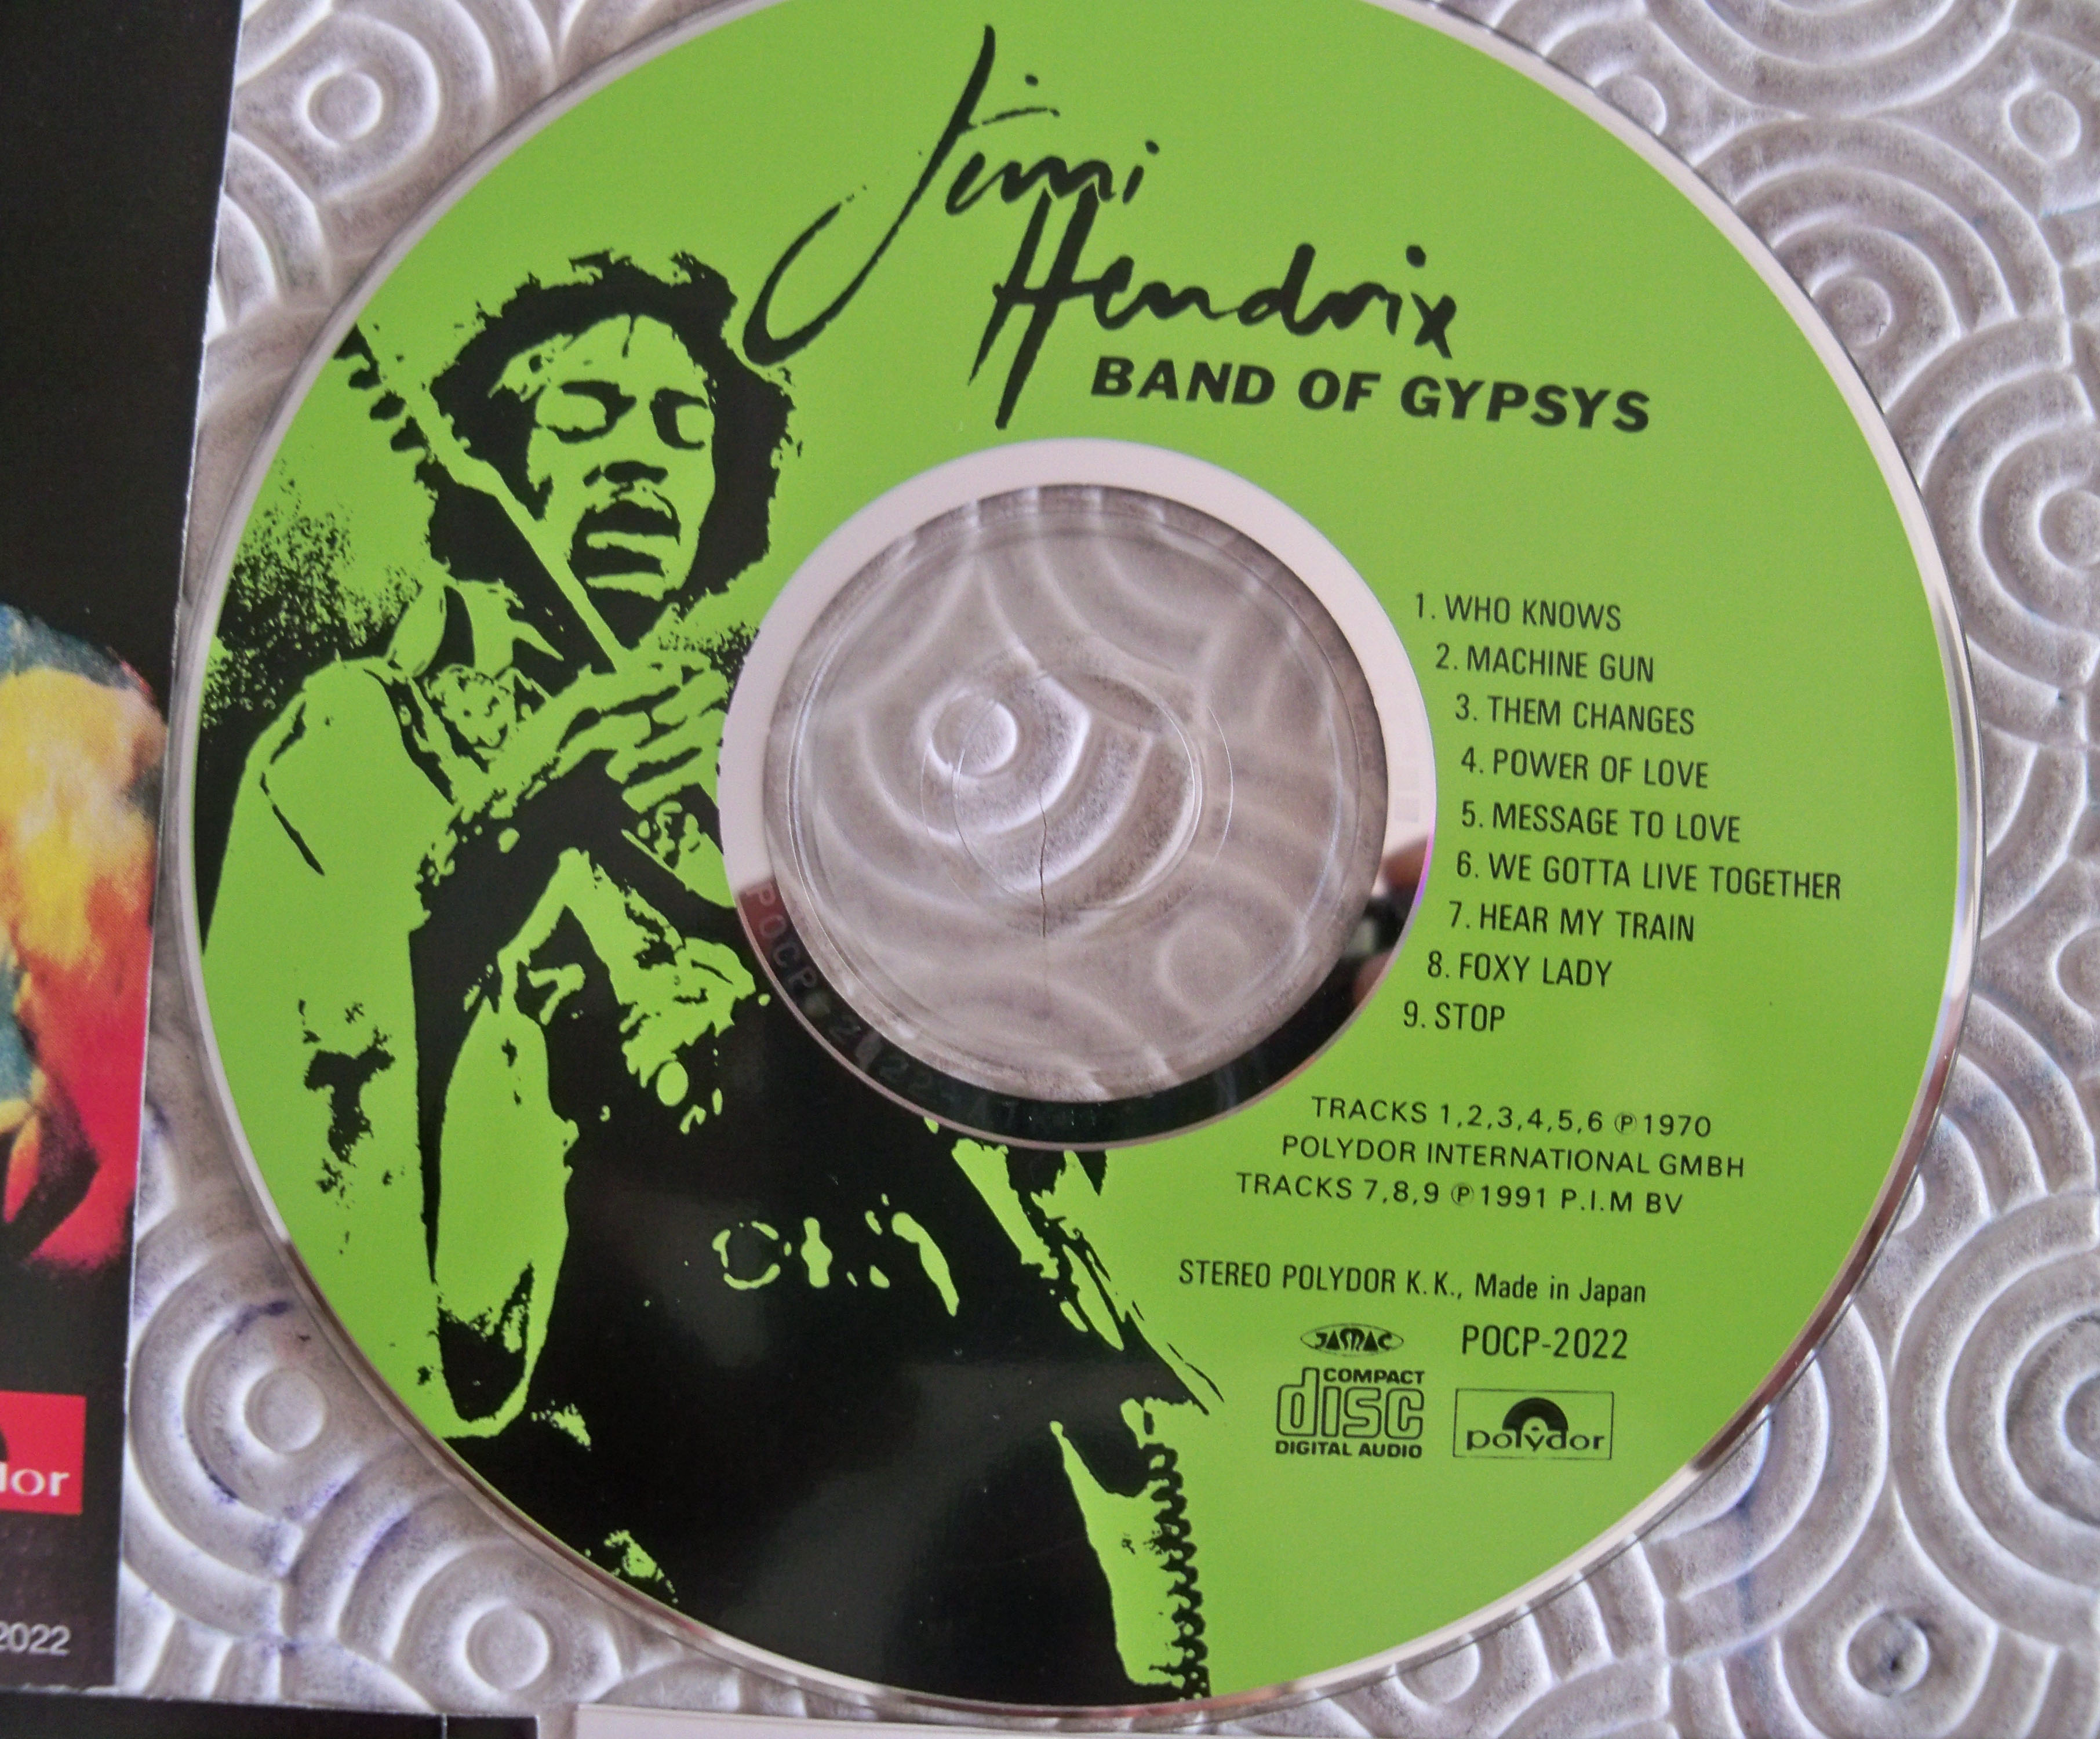 Jimi
Hendrix
BAND OF GYPSYS
1. WHO KNOWS
2. MACHINE GUN
3. THEM CHANGES
4. POWER OF LOVE
5. MESSAGE TO LOVE
6. WE GOTTA LIVE TOGETHER
7. HEAR MY TRAIN
8. FOXY LADY
9. STOP
TRACKS 1,2,3,4,5,6 ℗1970
POLYDOR INTERNATIONAL GMBH
TRACKS 7,8,9 ℗1991 P.I.M BV
STEREO POLYDOR K.K., Made in Japan
JASRAC POCP-2022
COMPACT
disc
DIGITAL AUDIO
polydor
dor
2022